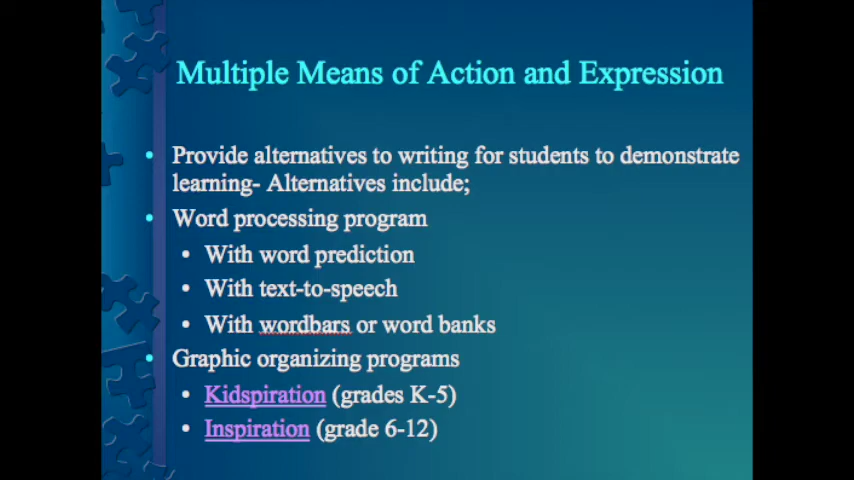 Multiple Means of Action and Expression
• Provide alternatives to writing for students to demonstrate
learning- Alternatives include;
• Word processing program
• With word prediction
• With text-to-speech
• With wordbars or word banks
• Graphic organizing programs
• Kidspiration (grades K-5)
• Inspiration (grade 6-12)